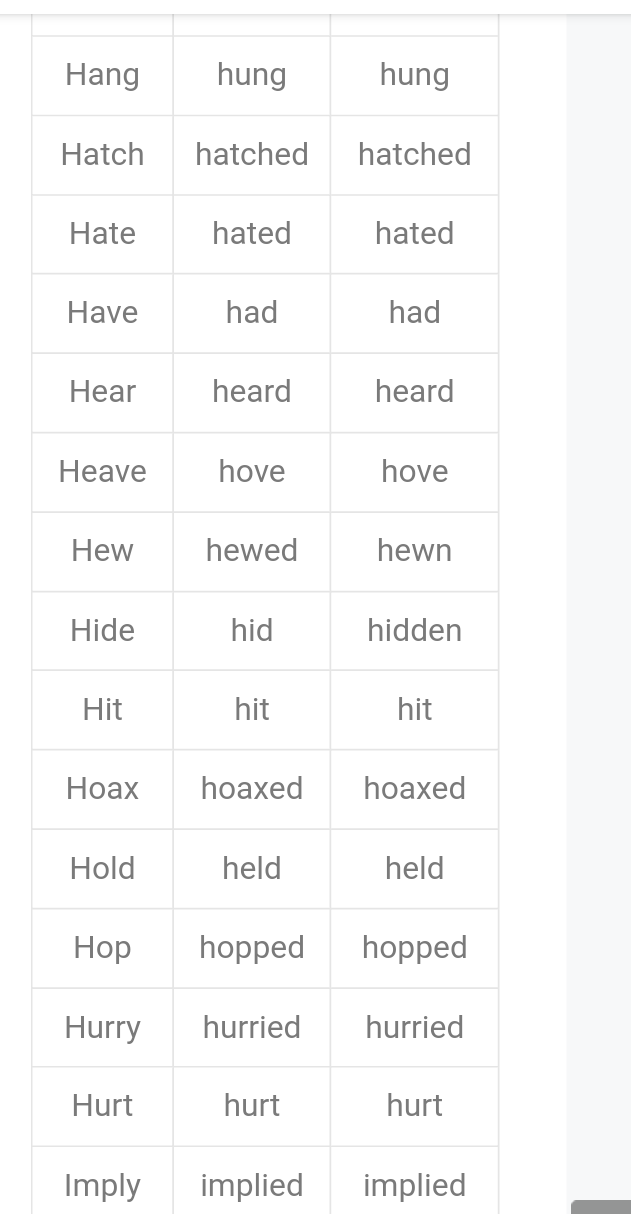 Hang hung hung
Hatch hatched hatched
Hate hated hated
Have had had
Hear heard heard
Heave hove hove
Hew hewed hewn
Hide hid hidden
Hit hit hit
Hoax hoaxed hoaxed
Hold held held
Hop hopped hopped
Hurry hurried hurried
Hurt hurt hurt
Imply implied implied